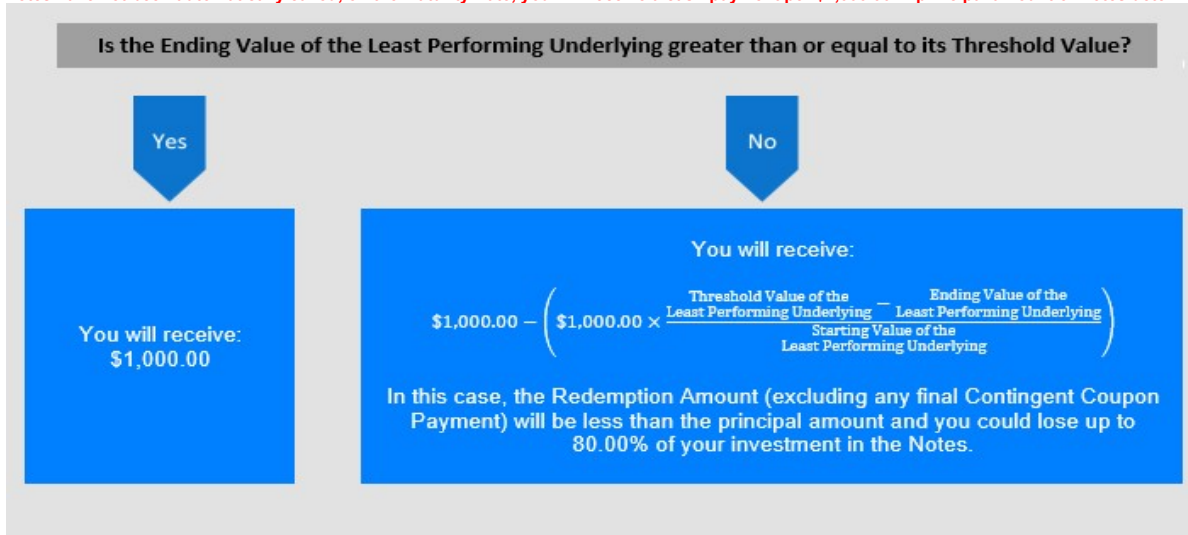 Is the Ending Value of the Least Performing Underlying greater than or equal to its Threshold Value?
Yes
No
You will receive:
$1,000.00
You will receive:
$1,000.00 − ( $1,000.00 × (Threshold Value of the Least Performing Underlying − Ending Value of the Least Performing Underlying) / Starting Value of the Least Performing Underlying )
In this case, the Redemption Amount (excluding any final Contingent Coupon
Payment) will be less than the principal amount and you could lose up to
80.00% of your investment in the Notes.